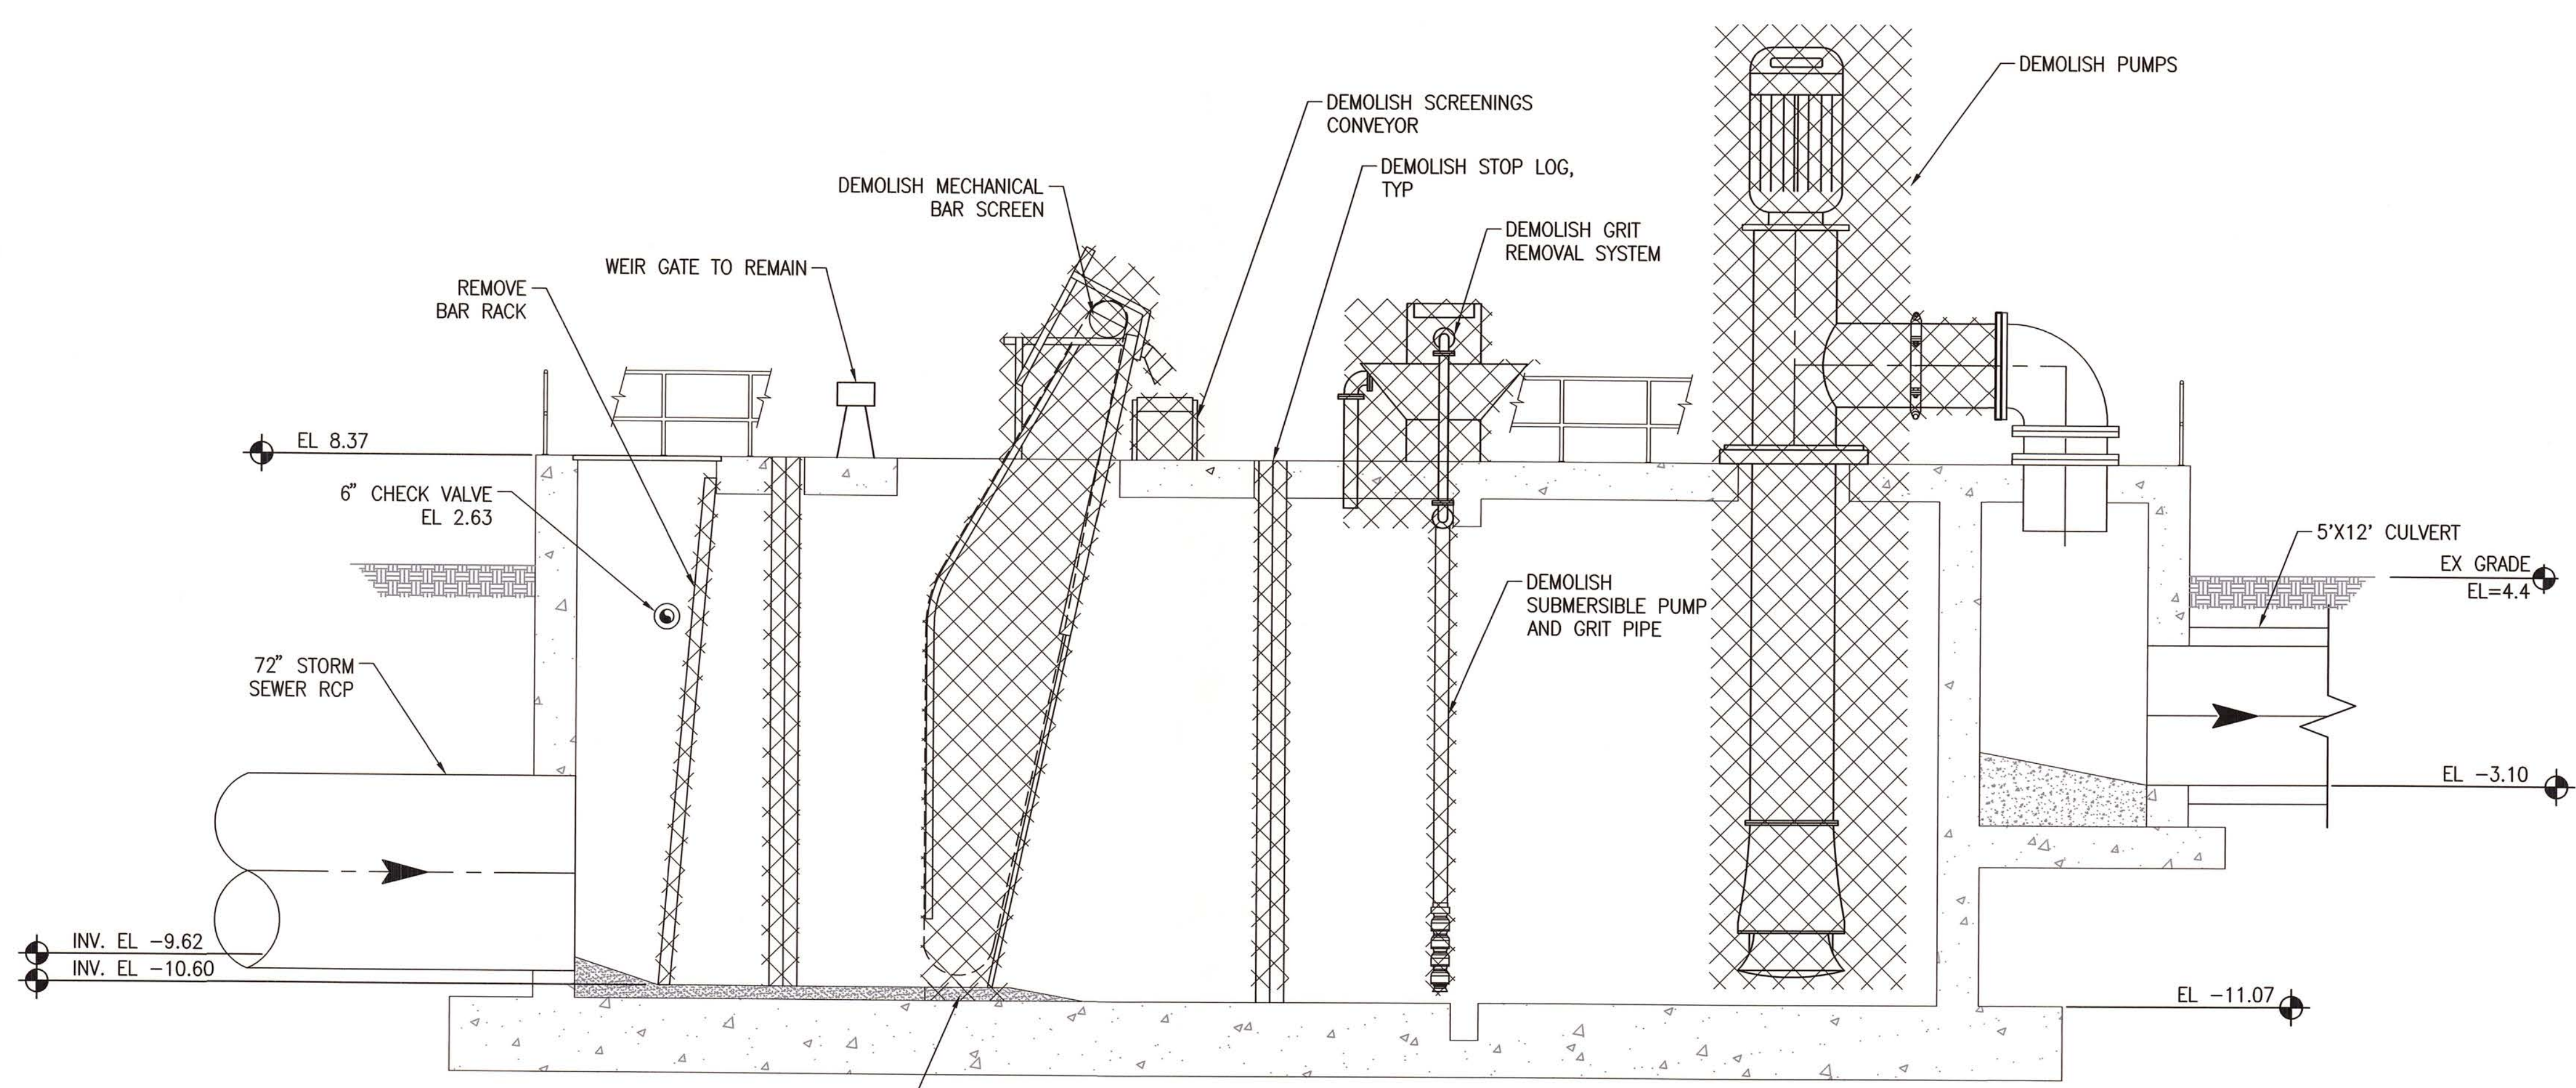 DEMOLISH PUMPS
DEMOLISH SCREENINGS
CONVEYOR
DEMOLISH STOP LOG,
TYP
DEMOLISH MECHANICAL
BAR SCREEN
DEMOLISH GRIT
REMOVAL SYSTEM
WEIR GATE TO REMAIN
REMOVE
BAR RACK
EL 8.37
6" CHECK VALVE
EL 2.63
5'X12' CULVERT
EX GRADE
EL=4.4
DEMOLISH
SUBMERSIBLE PUMP
AND GRIT PIPE
72" STORM
SEWER RCP
EL -3.10
INV. EL -9.62
INV. EL -10.60
EL -11.07